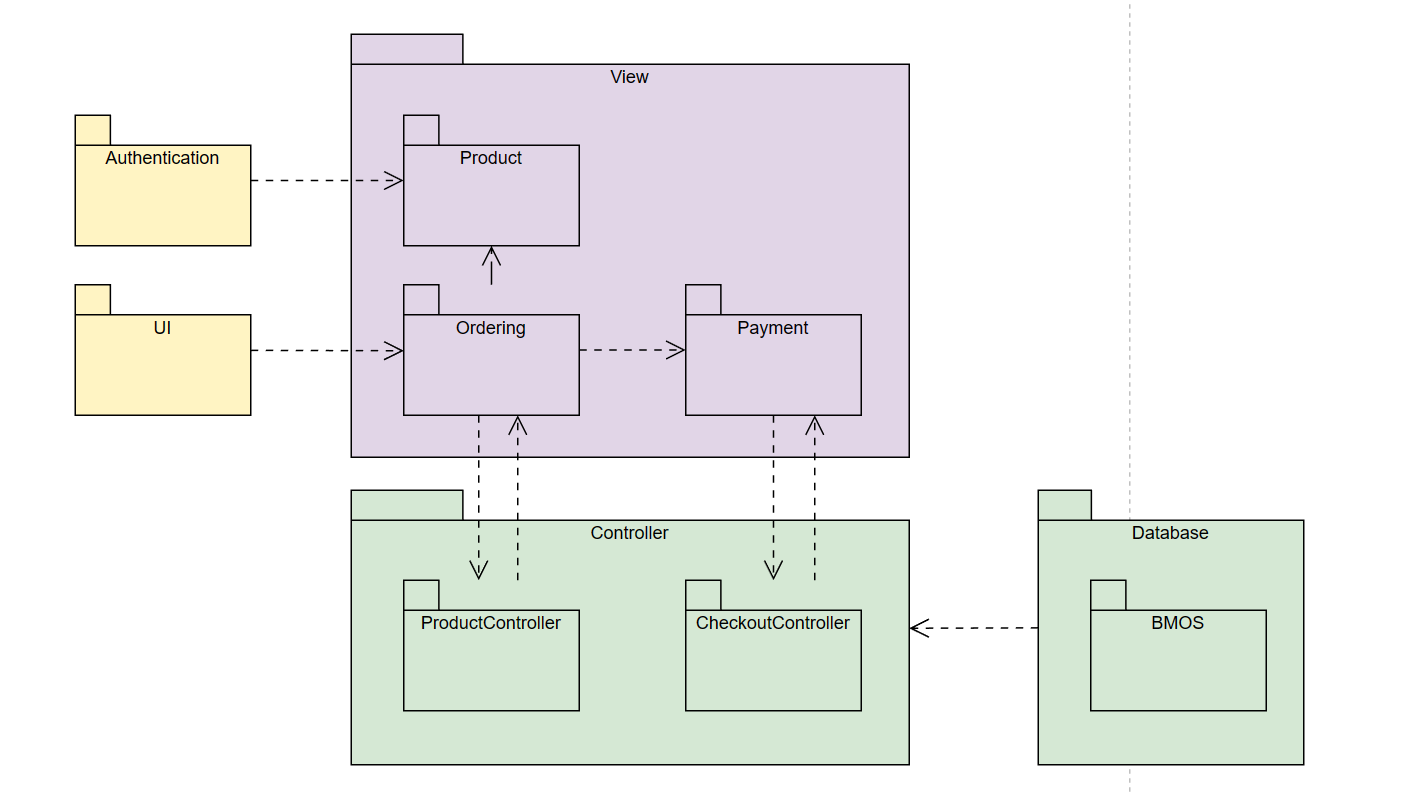 View
Authentication
Product
UI
Ordering
Payment
Controller
Database
ProductController
CheckoutController
BMOS